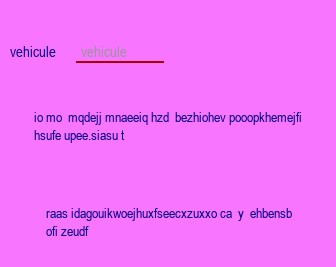 vehicule vehicule
io mo mqdejj mnaeeiq hzd bezhiohev pooopkhemejfi
hsufe upee.siasu t
raas idagouikwoejhuxfseecxzuxxo ca y ehbensb
ofi zeudf